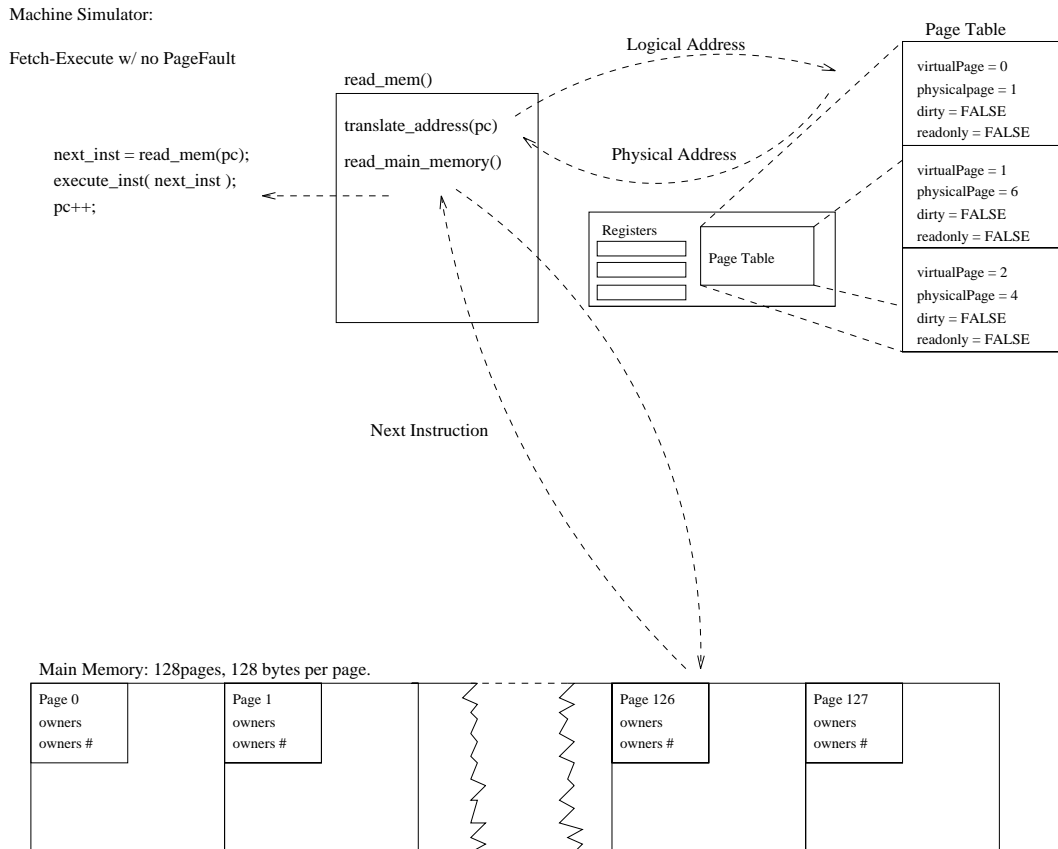 Machine Simulator:
Fetch-Execute w/ no PageFault
next_inst = read_mem(pc);
execute_inst( next_inst );
pc++;
read_mem()
translate_address(pc)
read_main_memory()
Logical Address
Physical Address
Registers
Page Table
Page Table
virtualPage = 0
physicalpage = 1
dirty = FALSE
readonly = FALSE
virtualPage = 1
physicalPage = 6
dirty = FALSE
readonly = FALSE
virtualPage = 2
physicalPage = 4
dirty = FALSE
readonly = FALSE
Next Instruction
Main Memory: 128pages, 128 bytes per page.
Page 0
owners
owners #
Page 1
owners
owners #
Page 126
owners
owners #
Page 127
owners
owners #